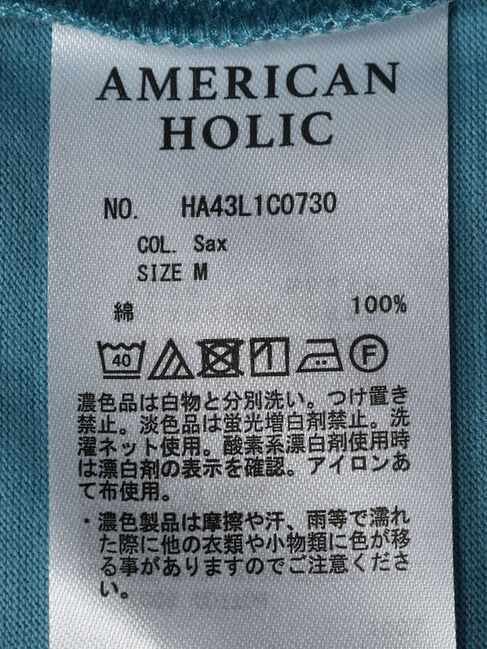 AMERICAN
HOLIC
NO. HA43L1C0730
COL. Sax
SIZE M
綿 100%
40 F
濃色品は白物と分別洗い。つけ置き
禁止。淡色品は蛍光増白剤禁止。洗
濯ネット使用。酸素系漂白剤使用時
は漂白剤の表示を確認。アイロンあ
て布使用。
・濃色製品は摩擦や汗、雨等で濡れ
た際に他の衣類や小物類に色が移
る事がありますのでご注意くださ
い。